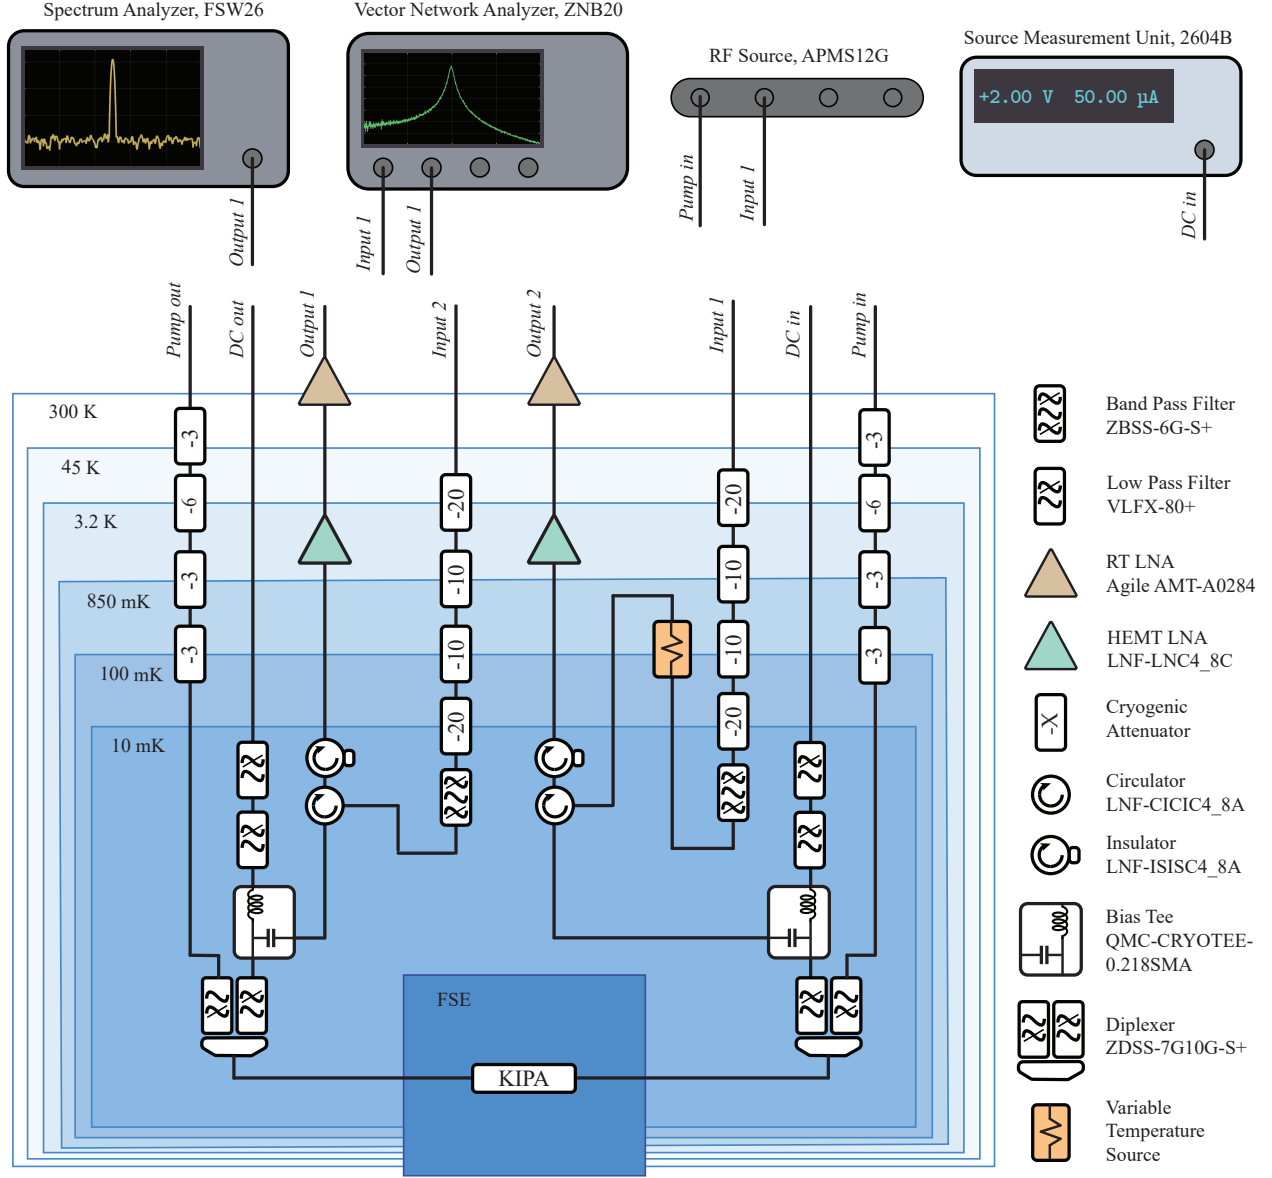 Spectrum Analyzer, FSW26
Vector Network Analyzer, ZNB20
RF Source, APMS12G
Source Measurement Unit, 2604B
+2.00 V 50.00 µA
Output 1
Input 1
Output 1
Pump in
Input 1
DC in
Pump out
DC out
Output 1
Input 2
Output 2
Input 1
DC in
Pump in
300 K
45 K
3.2 K
850 mK
100 mK
10 mK
-3
-6
-3
-3
-20
-10
-10
-20
-20
-10
-10
-20
-3
-6
-3
-3
FSE
KIPA
Band Pass Filter
ZBSS-6G-S+
Low Pass Filter
VLFX-80+
RT LNA
Agile AMT-A0284
HEMT LNA
LNF-LNC4_8C
-X
Cryogenic
Attenuator
Circulator
LNF-CICIC4_8A
Insulator
LNF-ISISC4_8A
Bias Tee
QMC-CRYOTEE-
0.218SMA
Diplexer
ZDSS-7G10G-S+
Variable
Temperature
Source